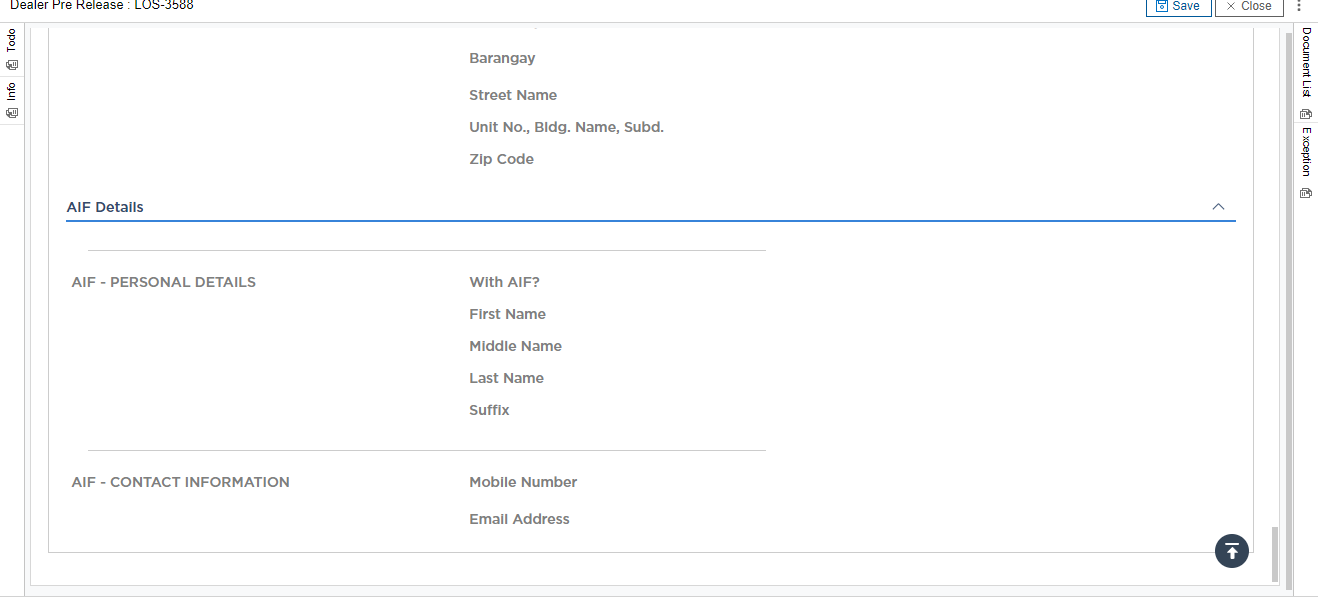 Dealer Pre Release : LOS-3588
Save
Close
Todo
Info
Document List
Exception
Barangay
Street Name
Unit No., Bldg. Name, Subd.
Zip Code
AIF Details
AIF - PERSONAL DETAILS
With AIF?
First Name
Middle Name
Last Name
Suffix
AIF - CONTACT INFORMATION
Mobile Number
Email Address